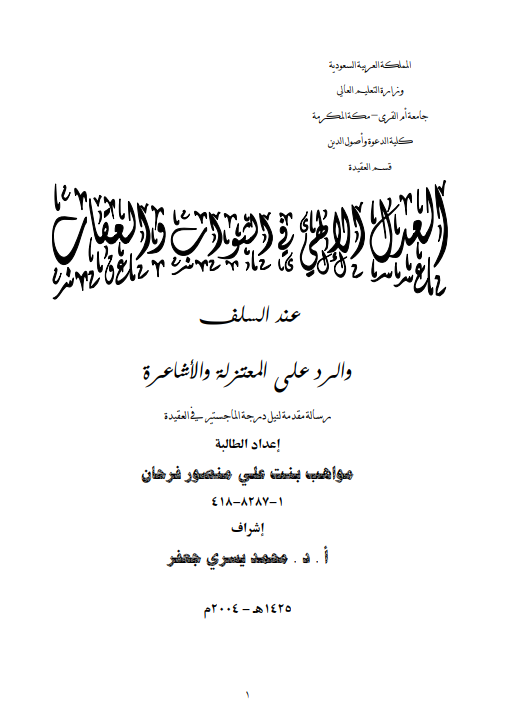 المملكة العربية السعودية
وزارة التعليم العالي
جامعة أم القرى – مكة المكرمة
كلية الدعوة وأصول الدين
قسم العقيدة
العدل الإلهي في الثواب والعقاب
عند السلف
والرد على المعتزلة والأشاعرة
رسالة مقدمة لنيل درجة الماجستير في العقيدة
إعداد الطالبة
مواهب بنت علي منصور فرحان
٤١٨-٨٢٨٧-١
إشراف
أ . د . محمد يسري جعفر
١٤٢٥هـ – ٢٠٠٤م
١